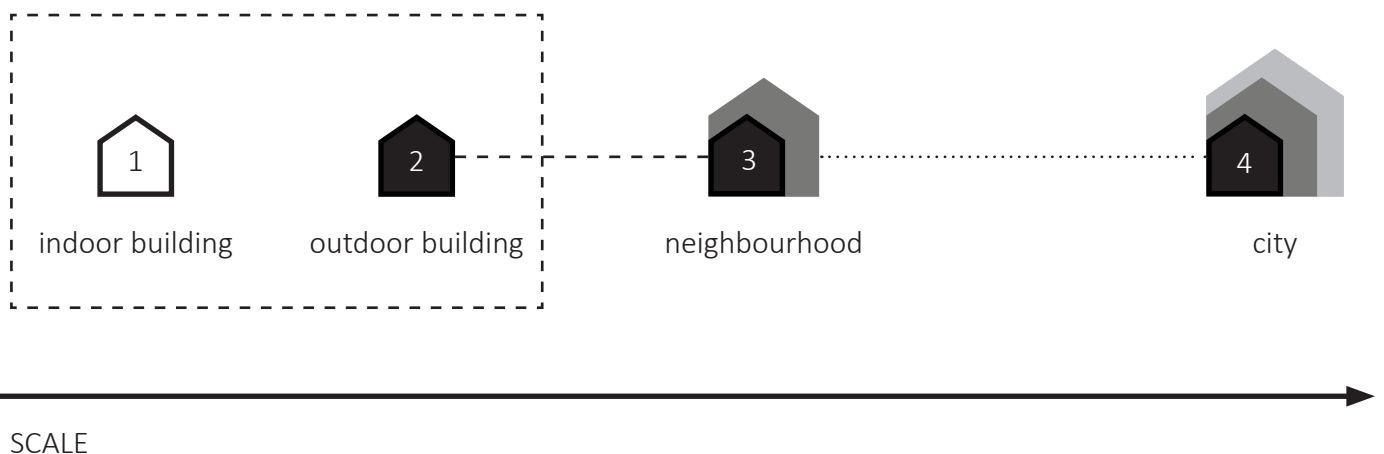 1
2
3
4
indoor building
outdoor building
neighbourhood
city
SCALE